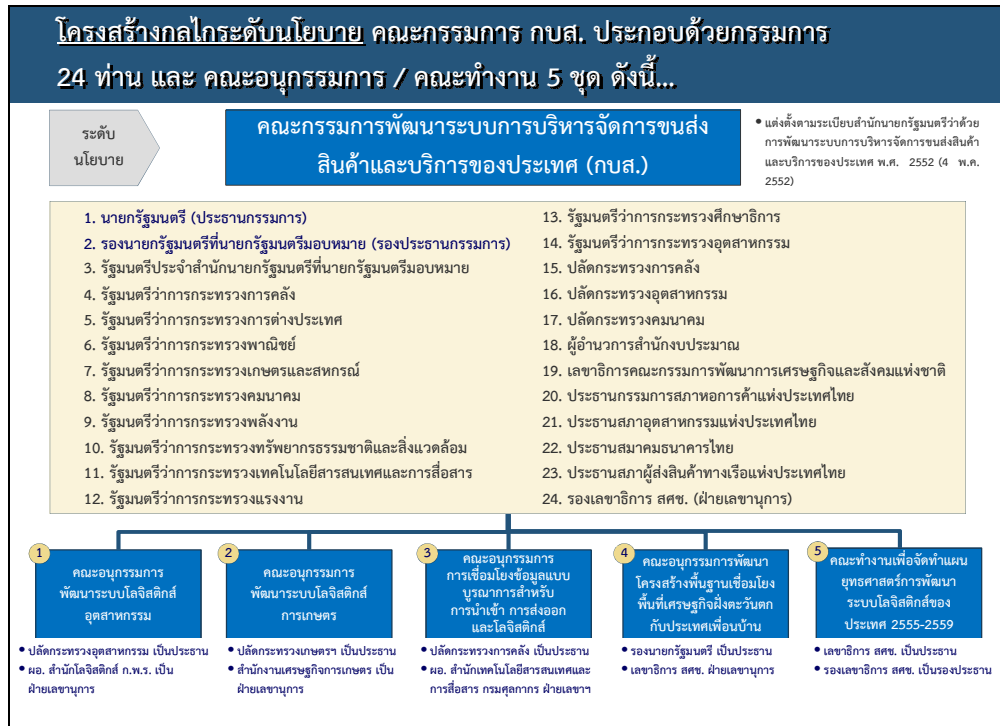 โครงสร้างกลไกระดับนโยบาย คณะกรรมการ กบส. ประกอบด้วยกรรมการ
24 ท่าน และ คณะอนุกรรมการ / คณะทำงาน 5 ชุด ดังนี้...
ระดับ
นโยบาย
คณะกรรมการพัฒนาระบบการบริหารจัดการขนส่ง
สินค้าและบริการของประเทศ (กบส.)
• แต่งตั้งตามระเบียบสำนักนายกรัฐมนตรีว่าด้วย
การพัฒนาระบบการบริหารจัดการขนส่งสินค้า
และบริการของประเทศ พ.ศ. 2552 (4 พ.ค.
2552)
1. นายกรัฐมนตรี (ประธานกรรมการ)
2. รองนายกรัฐมนตรีที่นายกรัฐมนตรีมอบหมาย (รองประธานกรรมการ)
3. รัฐมนตรีประจำสำนักนายกรัฐมนตรีที่นายกรัฐมนตรีมอบหมาย
4. รัฐมนตรีว่าการกระทรวงการคลัง
5. รัฐมนตรีว่าการกระทรวงการต่างประเทศ
6. รัฐมนตรีว่าการกระทรวงพาณิชย์
7. รัฐมนตรีว่าการกระทรวงเกษตรและสหกรณ์
8. รัฐมนตรีว่าการกระทรวงคมนาคม
9. รัฐมนตรีว่าการกระทรวงพลังงาน
10. รัฐมนตรีว่าการกระทรวงทรัพยากรธรรมชาติและสิ่งแวดล้อม
11. รัฐมนตรีว่าการกระทรวงเทคโนโลยีสารสนเทศและการสื่อสาร
12. รัฐมนตรีว่าการกระทรวงแรงงาน
13. รัฐมนตรีว่าการกระทรวงศึกษาธิการ
14. รัฐมนตรีว่าการกระทรวงอุตสาหกรรม
15. ปลัดกระทรวงการคลัง
16. ปลัดกระทรวงอุตสาหกรรม
17. ปลัดกระทรวงคมนาคม
18. ผู้อำนวยการสำนักงบประมาณ
19. เลขาธิการคณะกรรมการพัฒนาการเศรษฐกิจและสังคมแห่งชาติ
20. ประธานกรรมการสภาหอการค้าแห่งประเทศไทย
21. ประธานสภาอุตสาหกรรมแห่งประเทศไทย
22. ประธานสมาคมธนาคารไทย
23. ประธานสภาผู้ส่งสินค้าทางเรือแห่งประเทศไทย
24. รองเลขาธิการ สศช. (ฝ่ายเลขานุการ)
1
คณะอนุกรรมการ
พัฒนาระบบโลจิสติกส์
อุตสาหกรรม
• ปลัดกระทรวงอุตสาหกรรม เป็นประธาน
• ผอ. สำนักโลจิสติกส์ ก.พ.ร. เป็น
ฝ่ายเลขานุการ
2
คณะอนุกรรมการ
พัฒนาระบบโลจิสติกส์
การเกษตร
• ปลัดกระทรวงเกษตรฯ เป็นประธาน
• สำนักงานเศรษฐกิจการเกษตร เป็น
ฝ่ายเลขานุการ
3
คณะอนุกรรมการ
การเชื่อมโยงข้อมูลแบบ
บูรณาการสำหรับ
การนำเข้า การส่งออก
และโลจิสติกส์
• ปลัดกระทรวงการคลัง เป็นประธาน
• ผอ. สำนักเทคโนโลยีสารสนเทศและ
การสื่อสาร กรมศุลกากร ฝ่ายเลขาฯ
4
คณะอนุกรรมการพัฒนา
โครงสร้างพื้นฐานเชื่อมโยง
พื้นที่เศรษฐกิจฝั่งตะวันตก
กับประเทศเพื่อนบ้าน
• รองนายกรัฐมนตรี เป็นประธาน
• เลขาธิการ สศช. ฝ่ายเลขานุการ
5
คณะทำงานเพื่อจัดทำแผน
ยุทธศาสตร์การพัฒนา
ระบบโลจิสติกส์ของ
ประเทศ 2555-2559
• เลขาธิการ สศช. เป็นประธาน
• รองเลขาธิการ สศช. เป็นรองประธาน